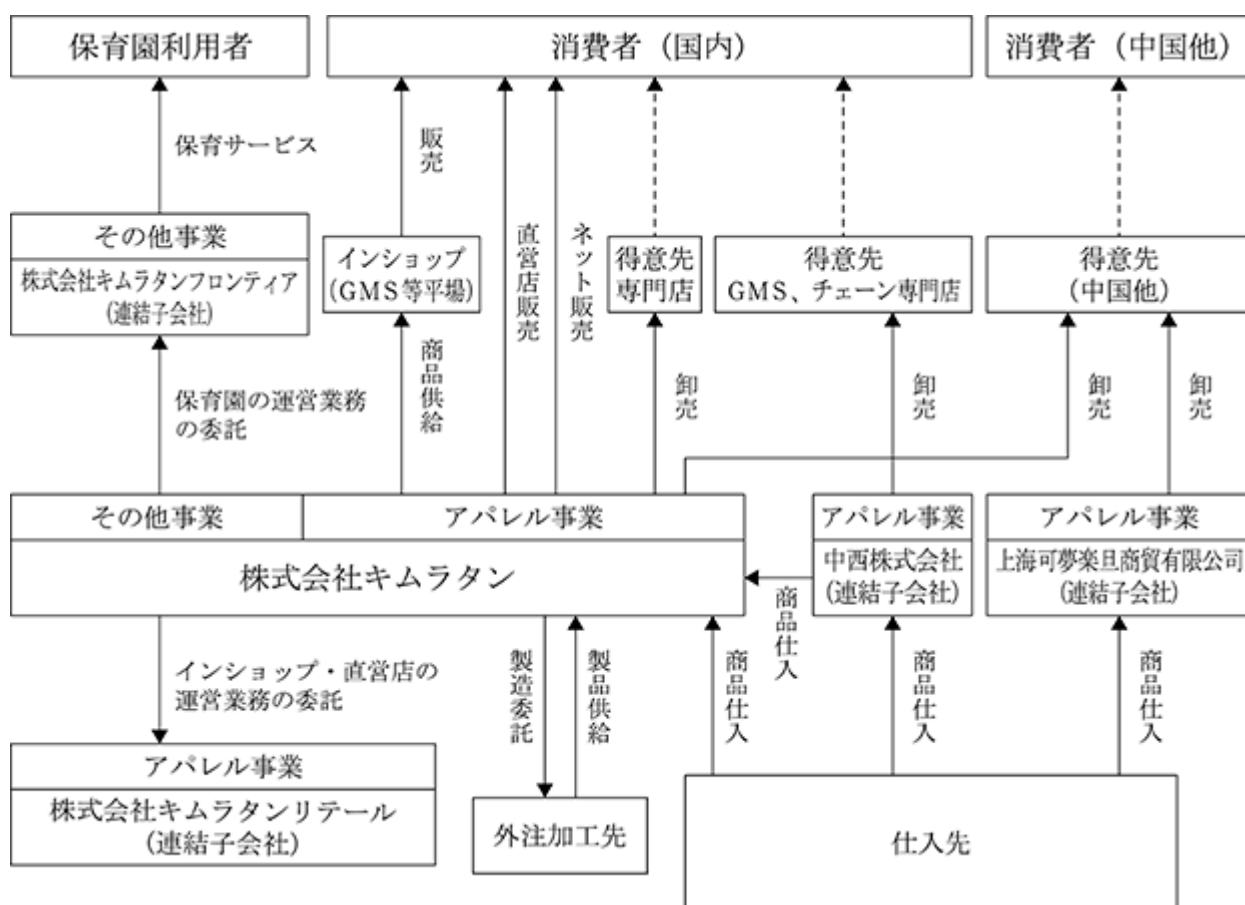 保育園利用者
消費者（国内）
消費者（中国他）
保育サービス
販売
直営店販売
ネット販売
その他事業
株式会社キムラタンフロンティア
（連結子会社）
インショップ
（ＧＭＳ等平場）
得意先
専門店
得意先
ＧＭＳ、チェーン専門店
得意先
（中国他）
保育園の運営業務
の委託
商品供給
卸売
卸売
卸売
卸売
その他事業
アパレル事業
株式会社キムラタン
アパレル事業
中西株式会社
（連結子会社）
アパレル事業
上海可夢楽旦商貿有限公司
（連結子会社）
商品仕入
インショップ・直営店の
運営業務の委託
製造委託
製品供給
商品仕入
商品仕入
商品仕入
アパレル事業
株式会社キムラタンリテール
（連結子会社）
外注加工先
仕入先